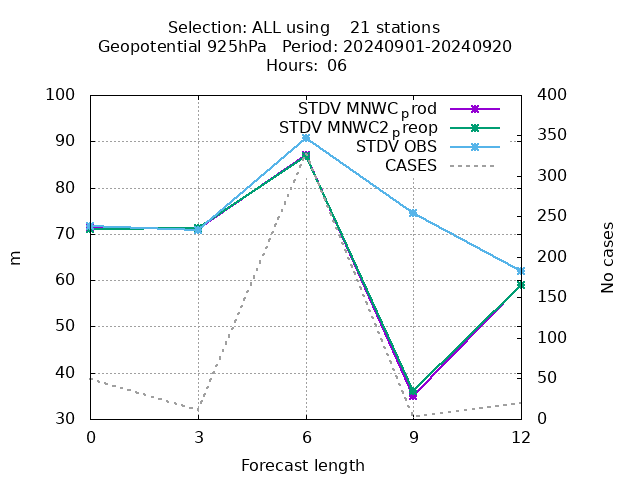 Selection: ALL using    21 stations
Geopotential 925hPa   Period: 20240901-20240920
Hours:  06
STDV MNWCprod
STDV MNWC2preop
STDV OBS
CASES
m
100
90
80
70
60
50
40
30
400
350
300
250
200
150
100
50
0
No cases
0 3 6 9 12
Forecast length